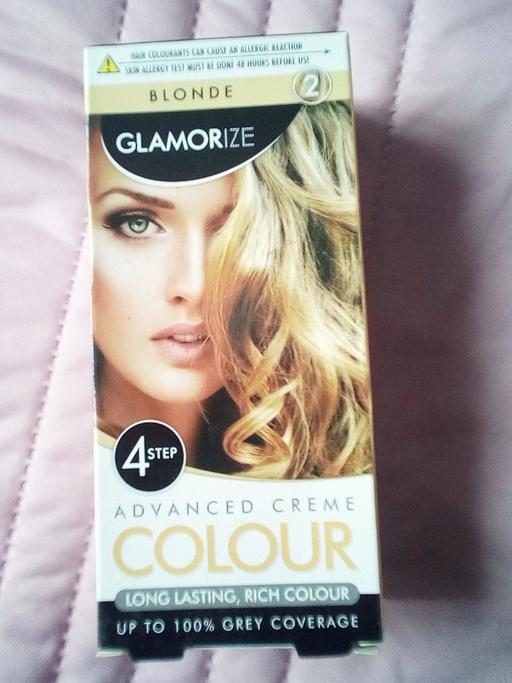 HAIR COLOURANTS CAN CAUSE AN ALLERGIC REACTION
SKIN ALLERGY TEST MUST BE DONE 48 HOURS BEFORE USE
BLONDE
2
GLAMORIZE
4 STEP
ADVANCED CREME
COLOUR
LONG LASTING, RICH COLOUR
UP TO 100% GREY COVERAGE